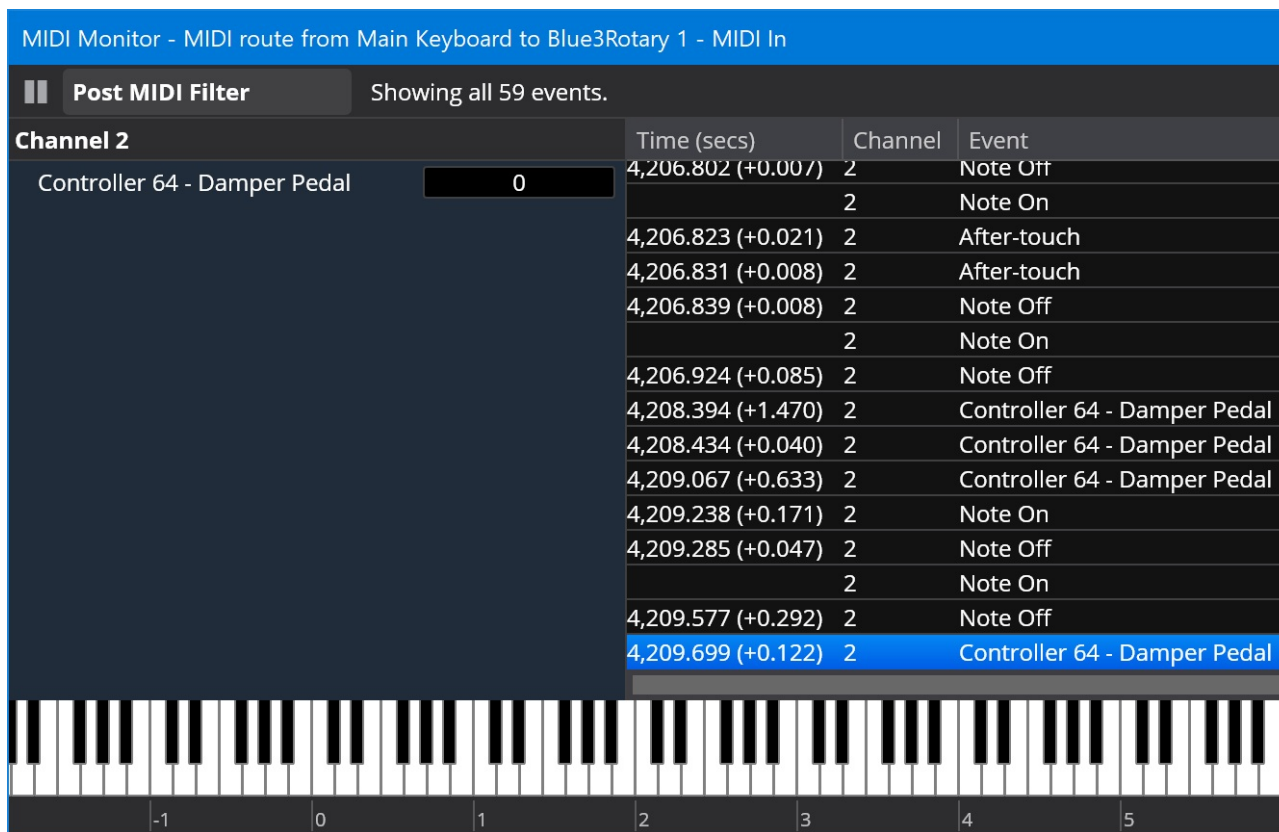 MIDI Monitor - MIDI route from Main Keyboard to Blue3Rotary 1 - MIDI In
Post MIDI Filter Showing all 59 events.
Channel 2
Controller 64 - Damper Pedal 0
Time (secs) Channel Event
4,206.802 (+0.007) 2 Note Off
2 Note On
4,206.823 (+0.021) 2 After-touch
4,206.831 (+0.008) 2 After-touch
4,206.839 (+0.008) 2 Note Off
2 Note On
4,206.924 (+0.085) 2 Note Off
4,208.394 (+1.470) 2 Controller 64 - Damper Pedal
4,208.434 (+0.040) 2 Controller 64 - Damper Pedal
4,209.067 (+0.633) 2 Controller 64 - Damper Pedal
4,209.238 (+0.171) 2 Note On
4,209.285 (+0.047) 2 Note Off
2 Note On
4,209.577 (+0.292) 2 Note Off
4,209.699 (+0.122) 2 Controller 64 - Damper Pedal
-1 0 1 2 3 4 5